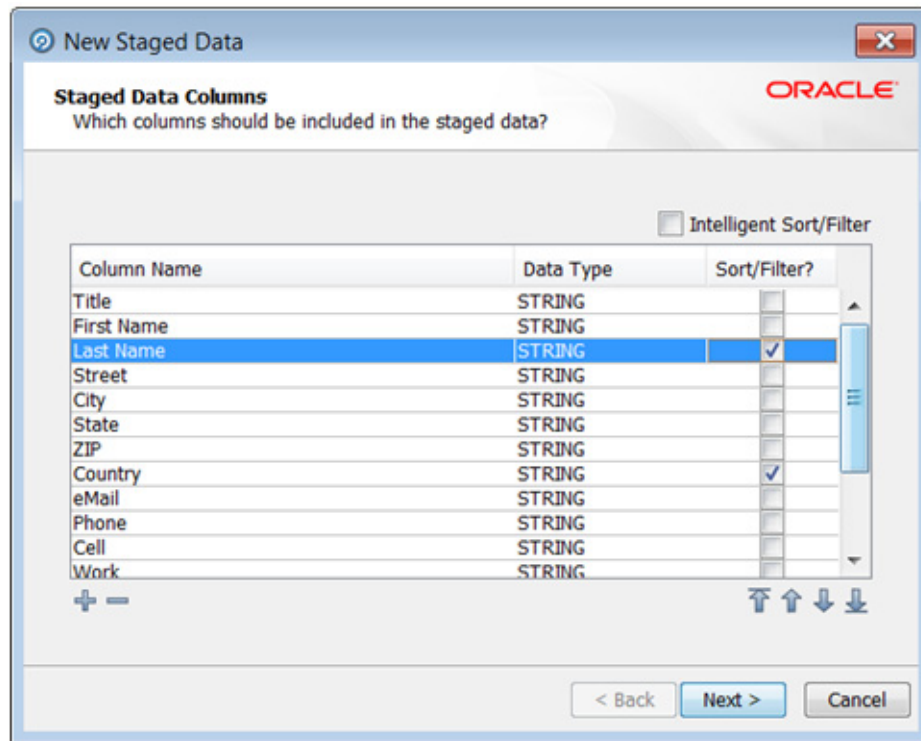 New Staged Data
Staged Data Columns
ORACLE
Which columns should be included in the staged data?
Intelligent Sort/Filter
Column Name Data Type Sort/Filter?
Title STRING
First Name STRING
Last Name STRING
Street STRING
City STRING
State STRING
ZIP STRING
Country STRING
eMail STRING
Phone STRING
Cell STRING
Work STRING
< Back Next > Cancel